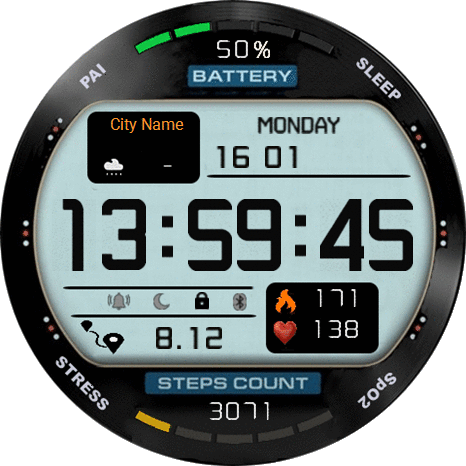 50%
BATTERY
PAI
SLEEP
City Name
MONDAY
–
16 01
13:59:45
171
8.12
138
STRESS
SPO2
STEPS COUNT
3071